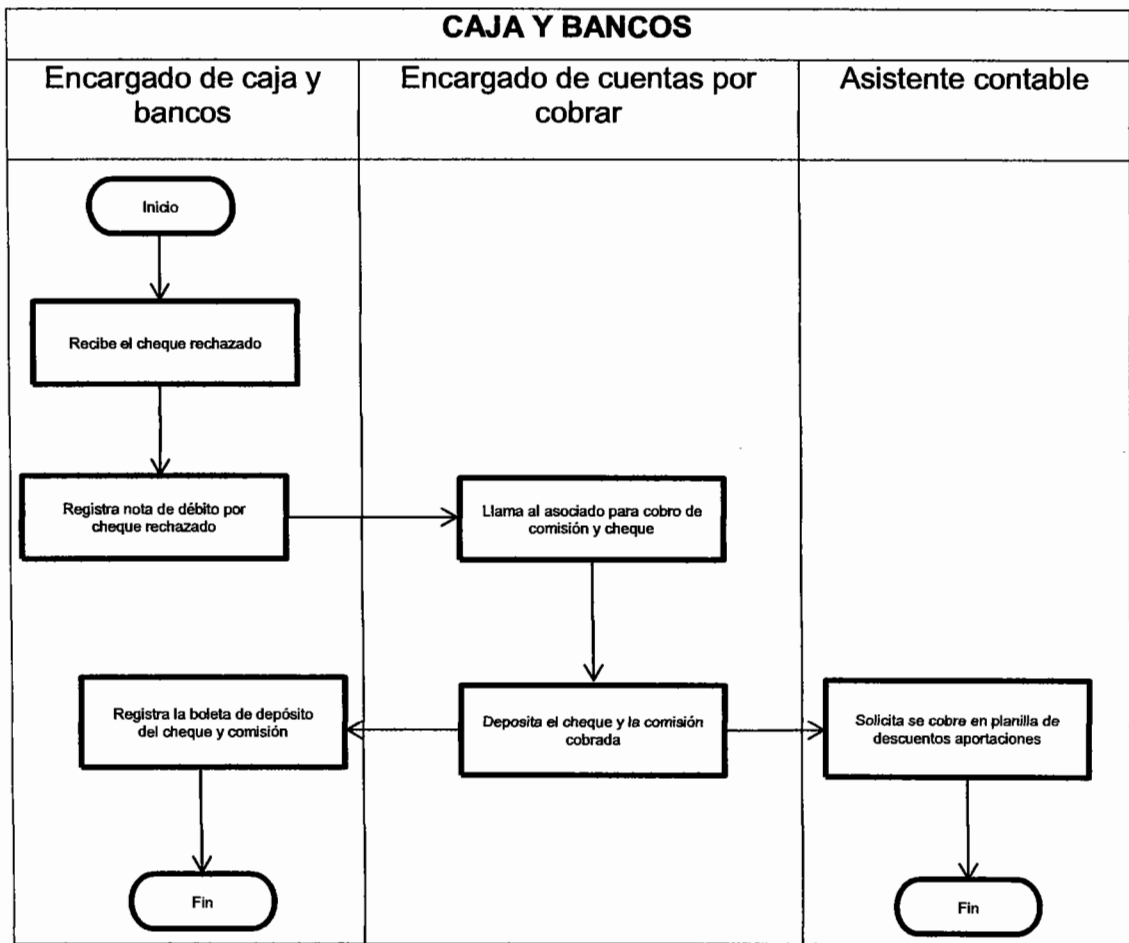 CAJA Y BANCOS
Encargado de caja y
bancos
Encargado de cuentas por
cobrar
Asistente contable
Inicio
Recibe el cheque rechazado
Registra nota de débito por
cheque rechazado
Llama al asociado para cobro de
comisión y cheque
Registra la boleta de depósito
del cheque y comisión
Deposita el cheque y la comisión
cobrada
Solicita se cobre en planilla de
descuentos aportaciones
Fin
Fin